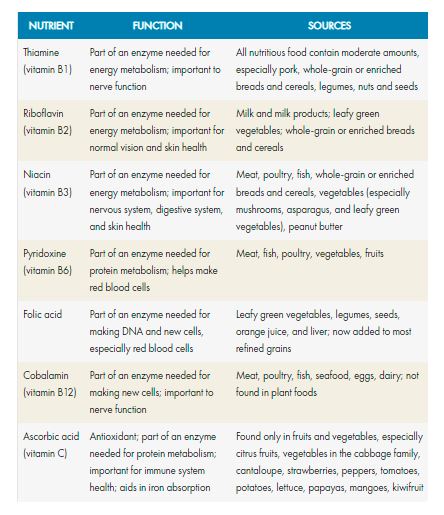 NUTRIENT FUNCTION SOURCES
Thiamine Part of an enzyme needed for All nutritious food contain moderate amounts,
(vitamin B1) energy metabolism; important to especially pork, whole-grain or enriched
nerve function breads and cereals, legumes, nuts and seeds
Riboflavin Part of an enzyme needed for Milk and milk products; leafy green
(vitamin B2) energy metabolism; important for vegetables; whole-grain or enriched breads
normal vision and skin health and cereals
Niacin Part of an enzyme needed for Meat, poultry, fish, whole-grain or enriched
(vitamin B3) energy metabolism; important for breads and cereals, vegetables (especially
nervous system, digestive system, mushrooms, asparagus, and leafy green
and skin health vegetables), peanut butter
Pyridoxine Part of an enzyme needed for Meat, fish, poultry, vegetables, fruits
(vitamin B6) protein metabolism; helps make
red blood cells
Folic acid Part of an enzyme needed for Leafy green vegetables, legumes, seeds,
making DNA and new cells, orange juice, and liver; now added to most
especially red blood cells refined grains
Cobalamin Part of an enzyme needed for Meat, poultry, fish, seafood, eggs, dairy; not
(vitamin B12) making new cells; important to found in plant foods
nerve function
Ascorbic acid Antioxidant; part of an enzyme Found only in fruits and vegetables, especially
(vitamin C) needed for protein metabolism; citrus fruits, vegetables in the cabbage family,
important for immune system cantaloupe, strawberries, peppers, tomatoes,
health; aids in iron absorption potatoes, lettuce, papayas, mangoes, kiwifruit